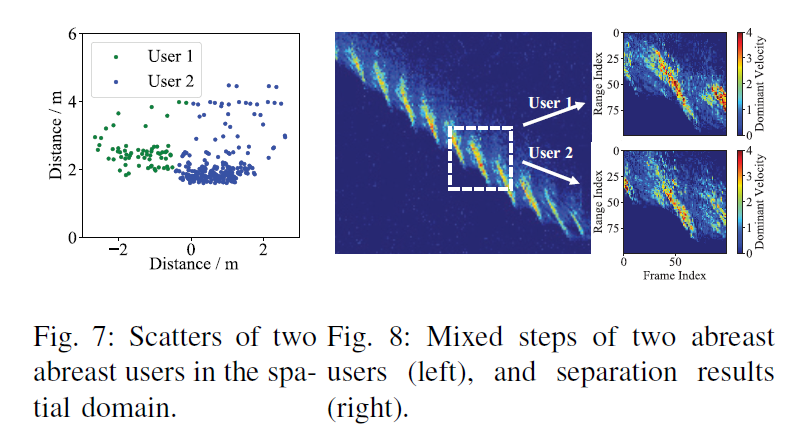 6
4
2
0
Distance / m
User 1
User 2
−2
0
2
Distance / m
User 1
User 2
0
25
50
75
Range Index
4
3
2
1
0
Dominant Velocity
0
25
50
75
Range Index
0
50
Frame Index
4
3
2
1
0
Dominant Velocity
Fig. 7: Scatters of two
abreast users in the spa-
tial domain.
Fig. 8: Mixed steps of two abreast
users (left), and separation results
(right).